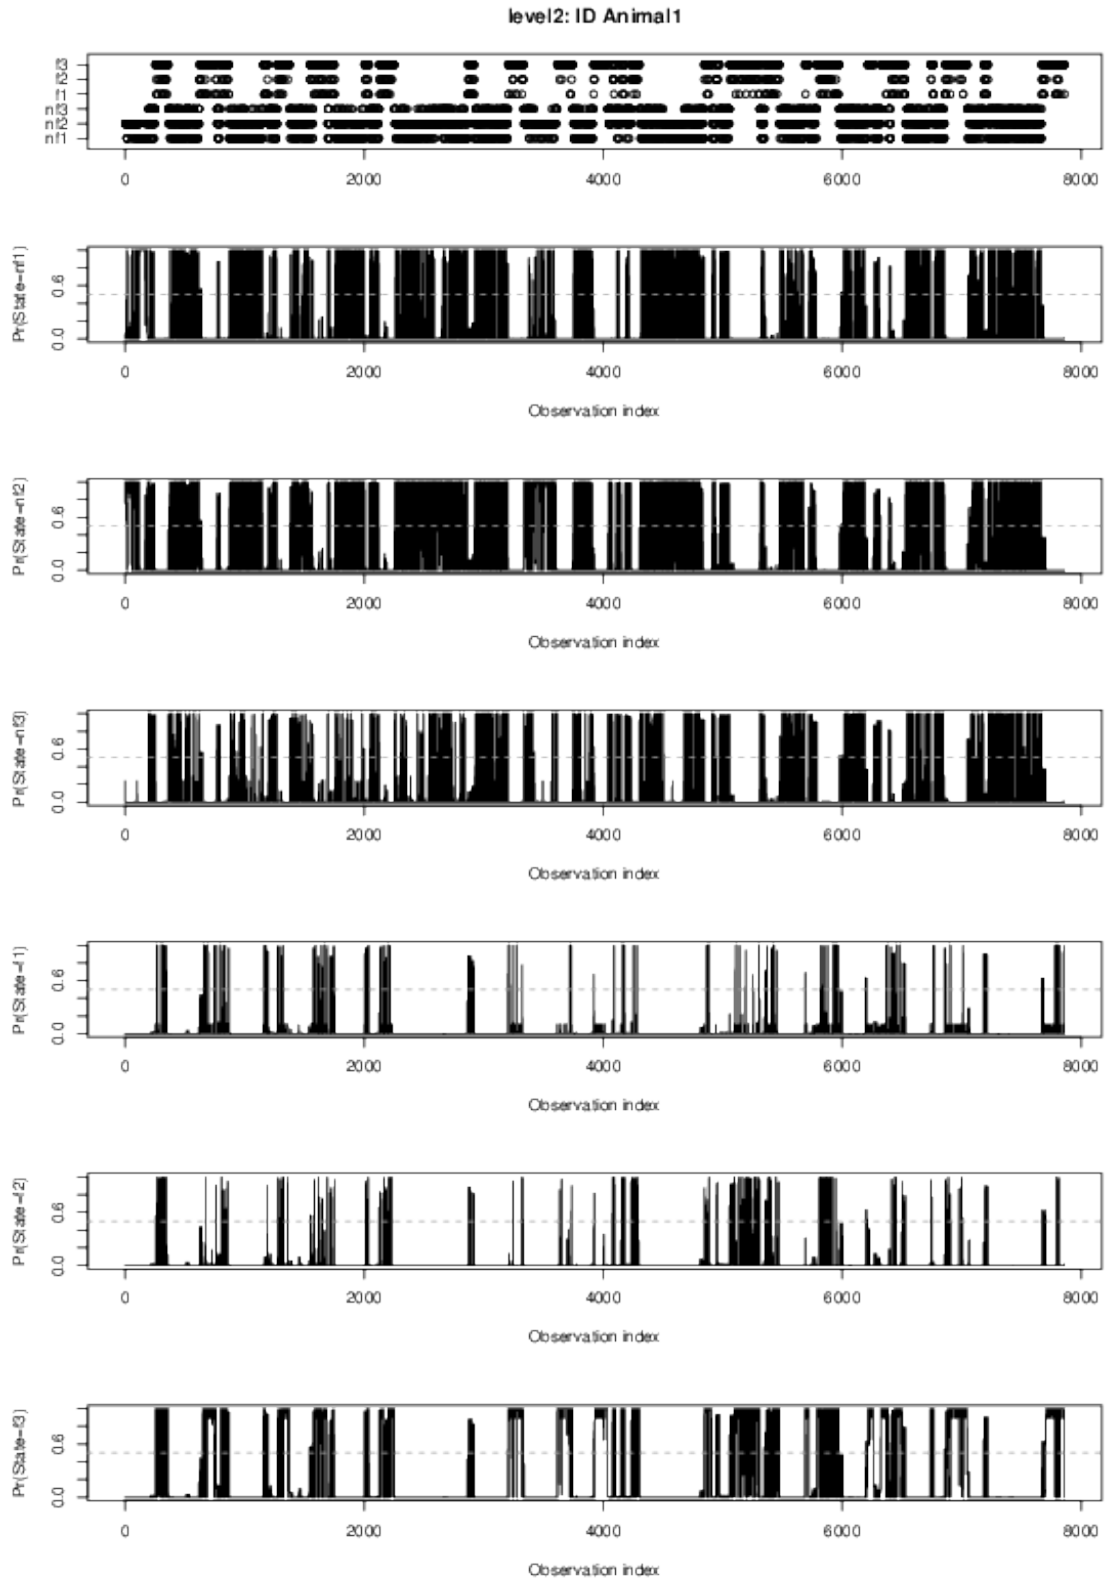 level2: ID Animal1
f3
f2
f1
nf3
nf2
nf1
0 2000 4000 6000 8000
Pr(State=nf1)
0.6
0.0
0 2000 4000 6000 8000
Observation index
Pr(State=nf2)
0.6
0.0
0 2000 4000 6000 8000
Observation index
Pr(State=nf3)
0.6
0.0
0 2000 4000 6000 8000
Observation index
Pr(State=f1)
0.6
0.0
0 2000 4000 6000 8000
Observation index
Pr(State=f2)
0.6
0.0
0 2000 4000 6000 8000
Observation index
Pr(State=f3)
0.6
0.0
0 2000 4000 6000 8000
Observation index